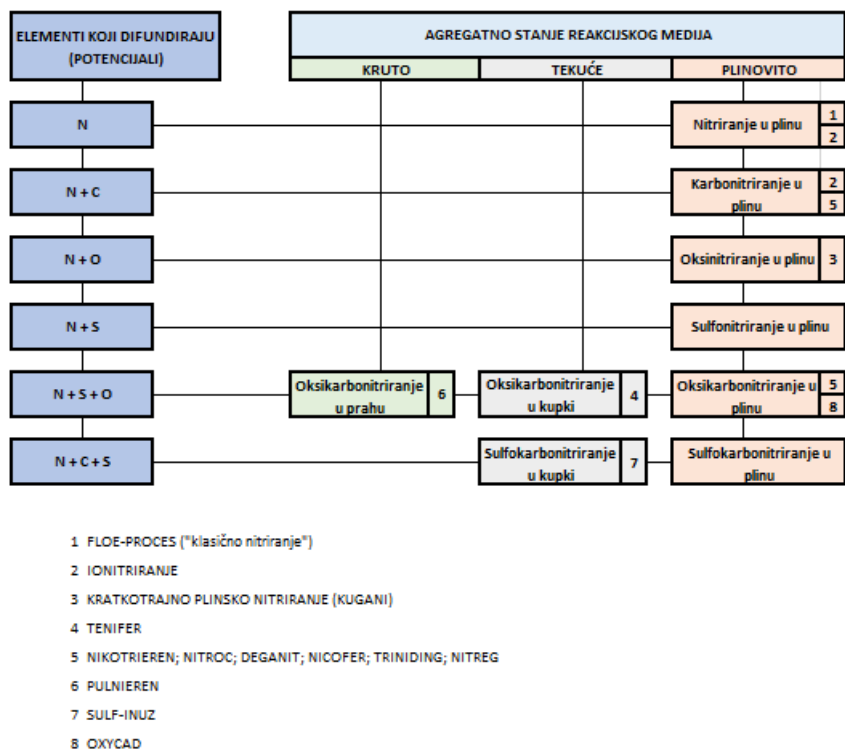 ELEMENTI KOJI DIFUNDIRAJU
(POTENCIJALI)
AGREGATNO STANJE REAKCIJSKOG MEDIJA
KRUTO
TEKUĆE
PLINOVITO
N
Nitriranje u plinu
1
2
N + C
Karbonitriranje u
plinu
2
5
N + O
Oksinitriranje u plinu
3
N + S
Sulfonitriranje u plinu
N + S + O
Oksikarbonitriranje
u prahu
6
Oksikarbonitriranje
u kupki
4
Oksikarbonitriranje u
plinu
5
8
N + C + S
Sulfokarbonitriranje
u kupki
7
Sulfokarbonitriranje u
plinu
1 FLOE-PROCES ("klasično nitriranje")
2 IONITRIRANJE
3 KRATKOTRAJNO PLINSKO NITRIRANJE (KUGANI)
4 TENIFER
5 NIKOTRIEREN; NITROC; DEGANIT; NICOFER; TRINIDING; NITREG
6 PULNIEREN
7 SULF-INUZ
8 OXYCAD